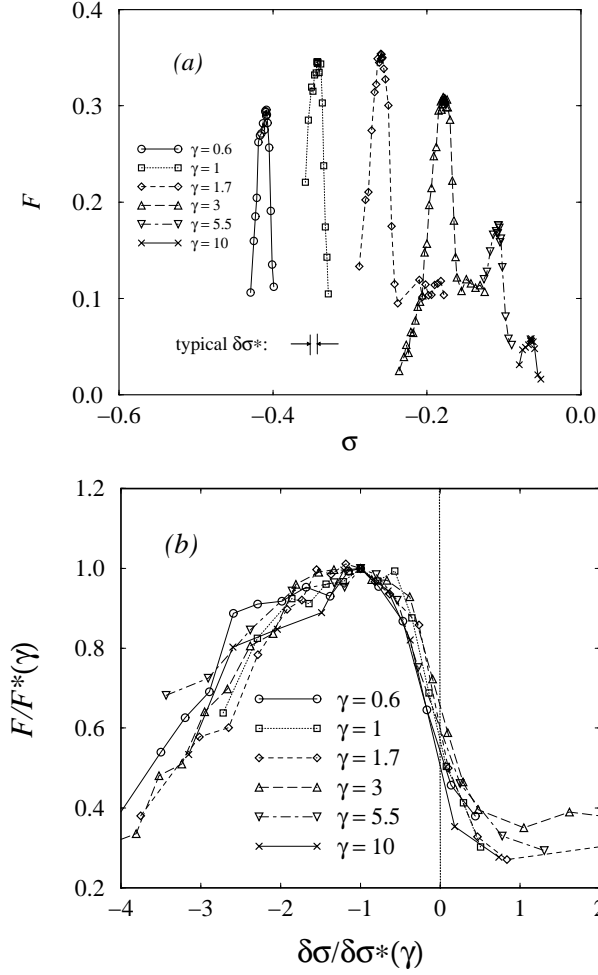 0.4
0.3
0.2
0.1
0.0
F
(a)
γ = 0.6
γ = 1
γ = 1.7
γ = 3
γ = 5.5
γ = 10
typical δσ*:
−0.6
−0.4
−0.2
0.0
σ
1.2
1.0
0.8
0.6
0.4
0.2
F/F*(γ)
(b)
γ = 0.6
γ = 1
γ = 1.7
γ = 3
γ = 5.5
γ = 10
−4
−3
−2
−1
0
1
2
δσ/δσ*(γ)